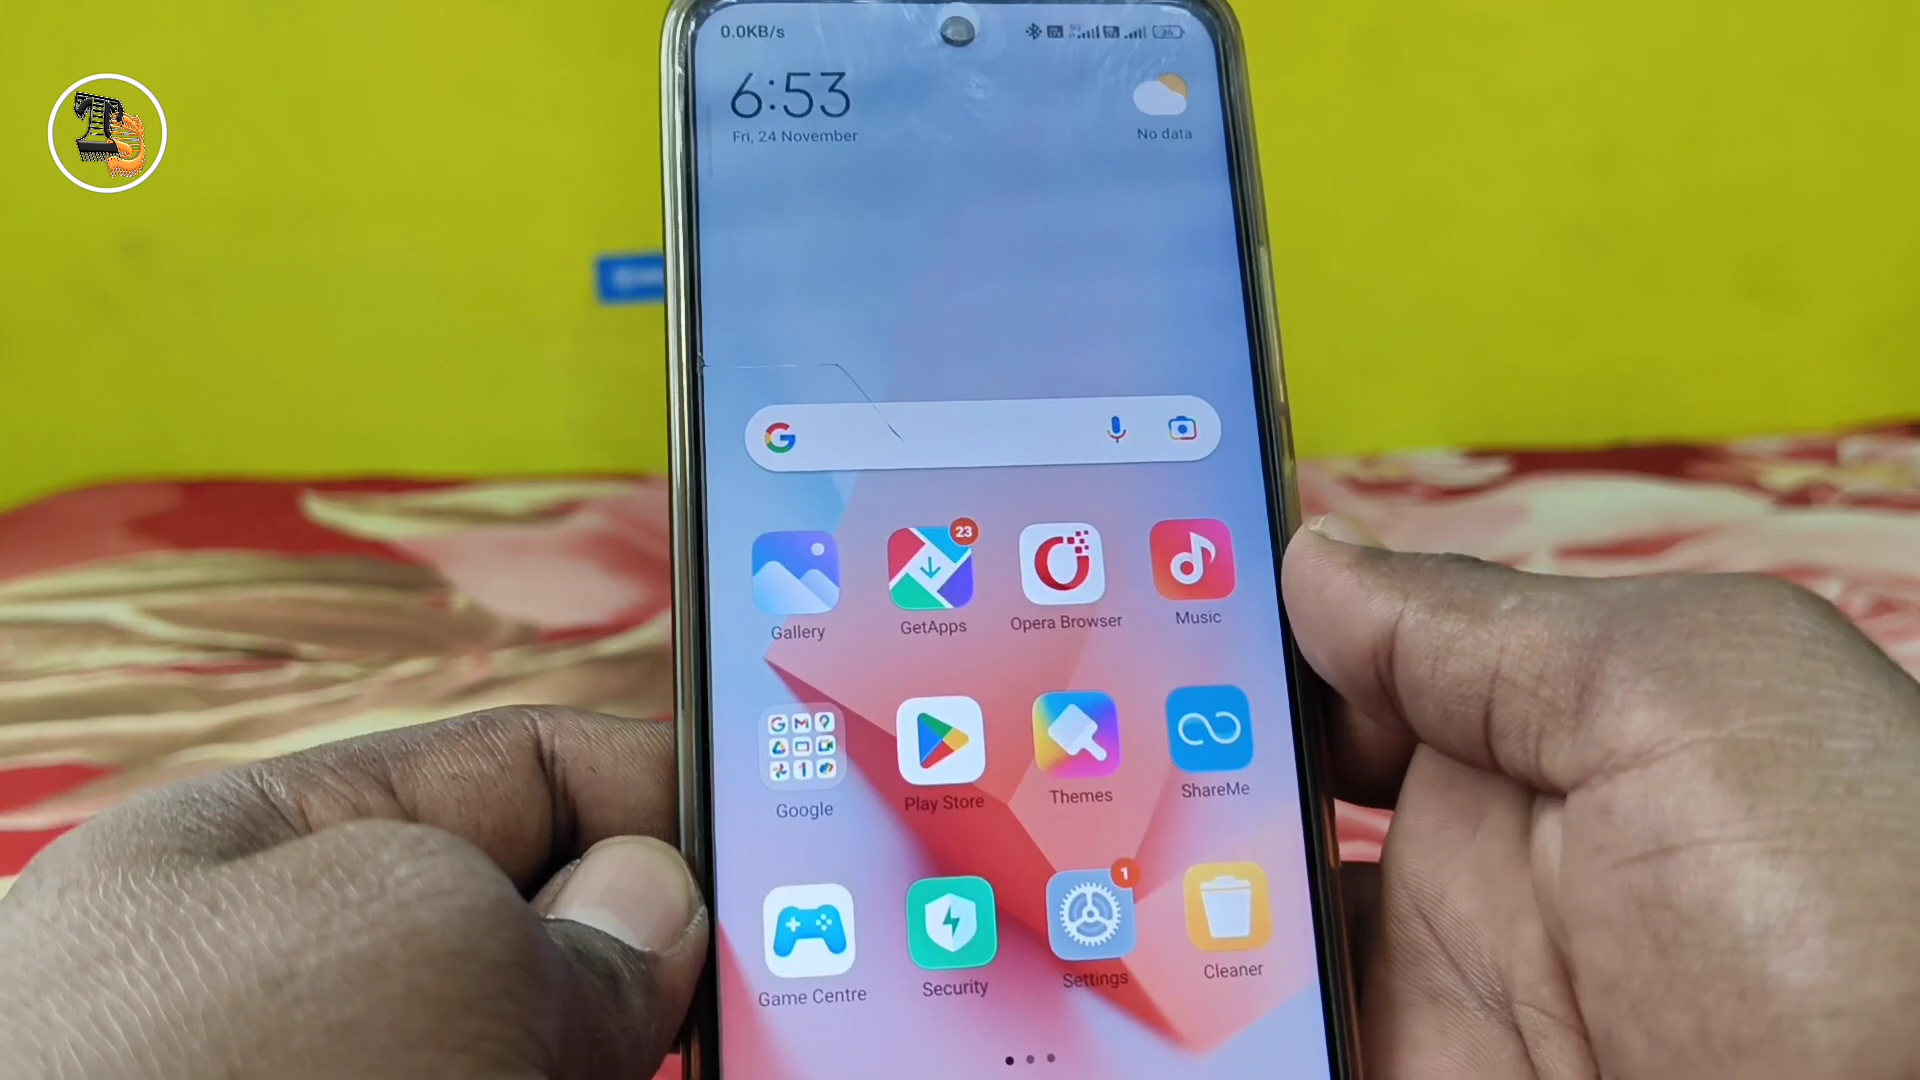 0.0KB/s
6:53
Fri, 24 November
No data
23
Gallery
GetApps
Opera Browser
Music
Google
Play Store
Themes
ShareMe
1
Game Centre
Security
Settings
Cleaner